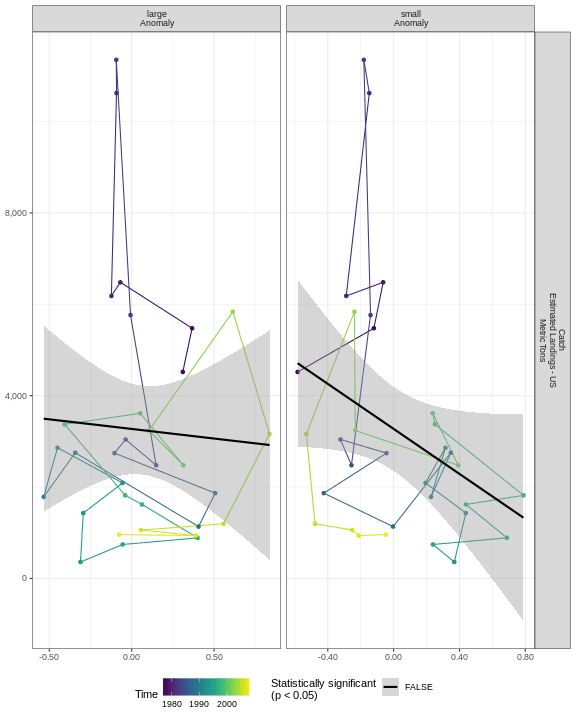 large
Anomaly
small
Anomaly
8,000
4,000
0
Catch
Estimated Landings - US
Metric Tons
-0.50
0.00
0.50
-0.40
0.00
0.40
0.80
Time
1980
1990
2000
Statistically significant
(p < 0.05)
FALSE